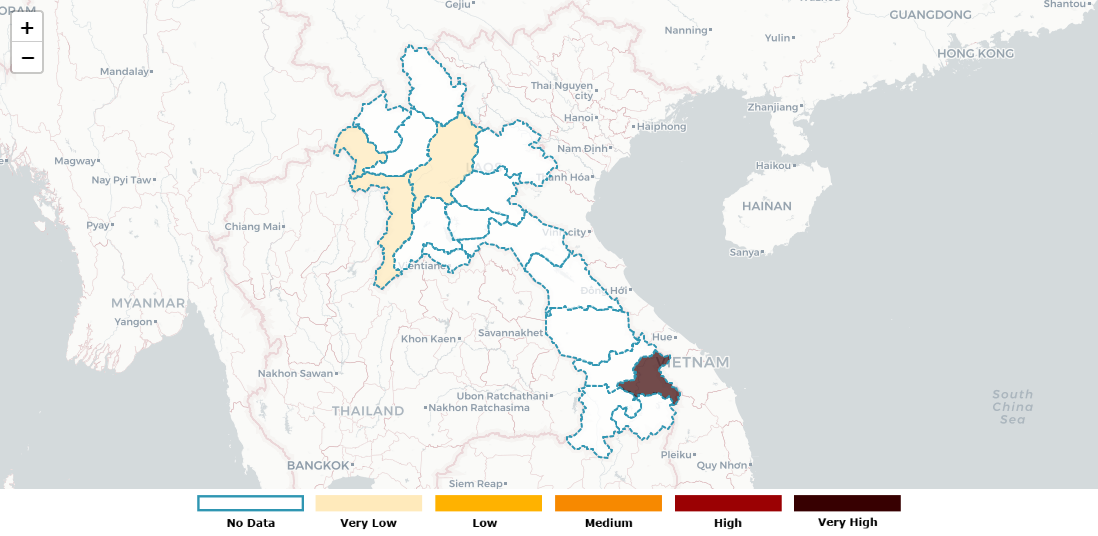 Gejiu
GUANGDONG
Shantou
+
Nanning
Yulin
−
HONG KONG
Mandalay
Thai Nguyen
city
Zhanjiang
Hanoi
Haiphong
Magway
Nam Định
Haikou
Nay Pyi Taw
Thanh Hóa
HAINAN
Pyay
Chiang Mai
Vinh city
Sanya
Vientiane
Đồng Hới
MYANMAR
Yangon
Savannakhet
Khon Kaen
Hue
VIETNAM
Nakhon Sawan
Ubon Ratchathani
South
China
Sea
THAILAND
Nakhon Ratchasima
Pleiku
Quy Nhơn
BANGKOK
Siem Reap
No Data
Very Low
Low
Medium
High
Very High